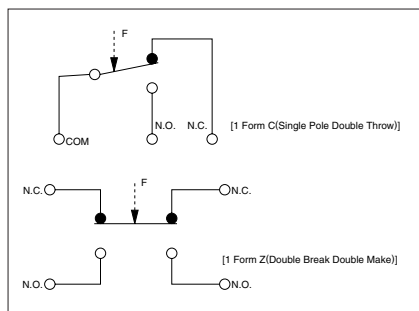 F
N.O. N.C. [1 Form C(Single Pole Double Throw)]
COM
N.C. F N.C.
[1 Form Z(Double Break Double Make)]
N.O. N.O.